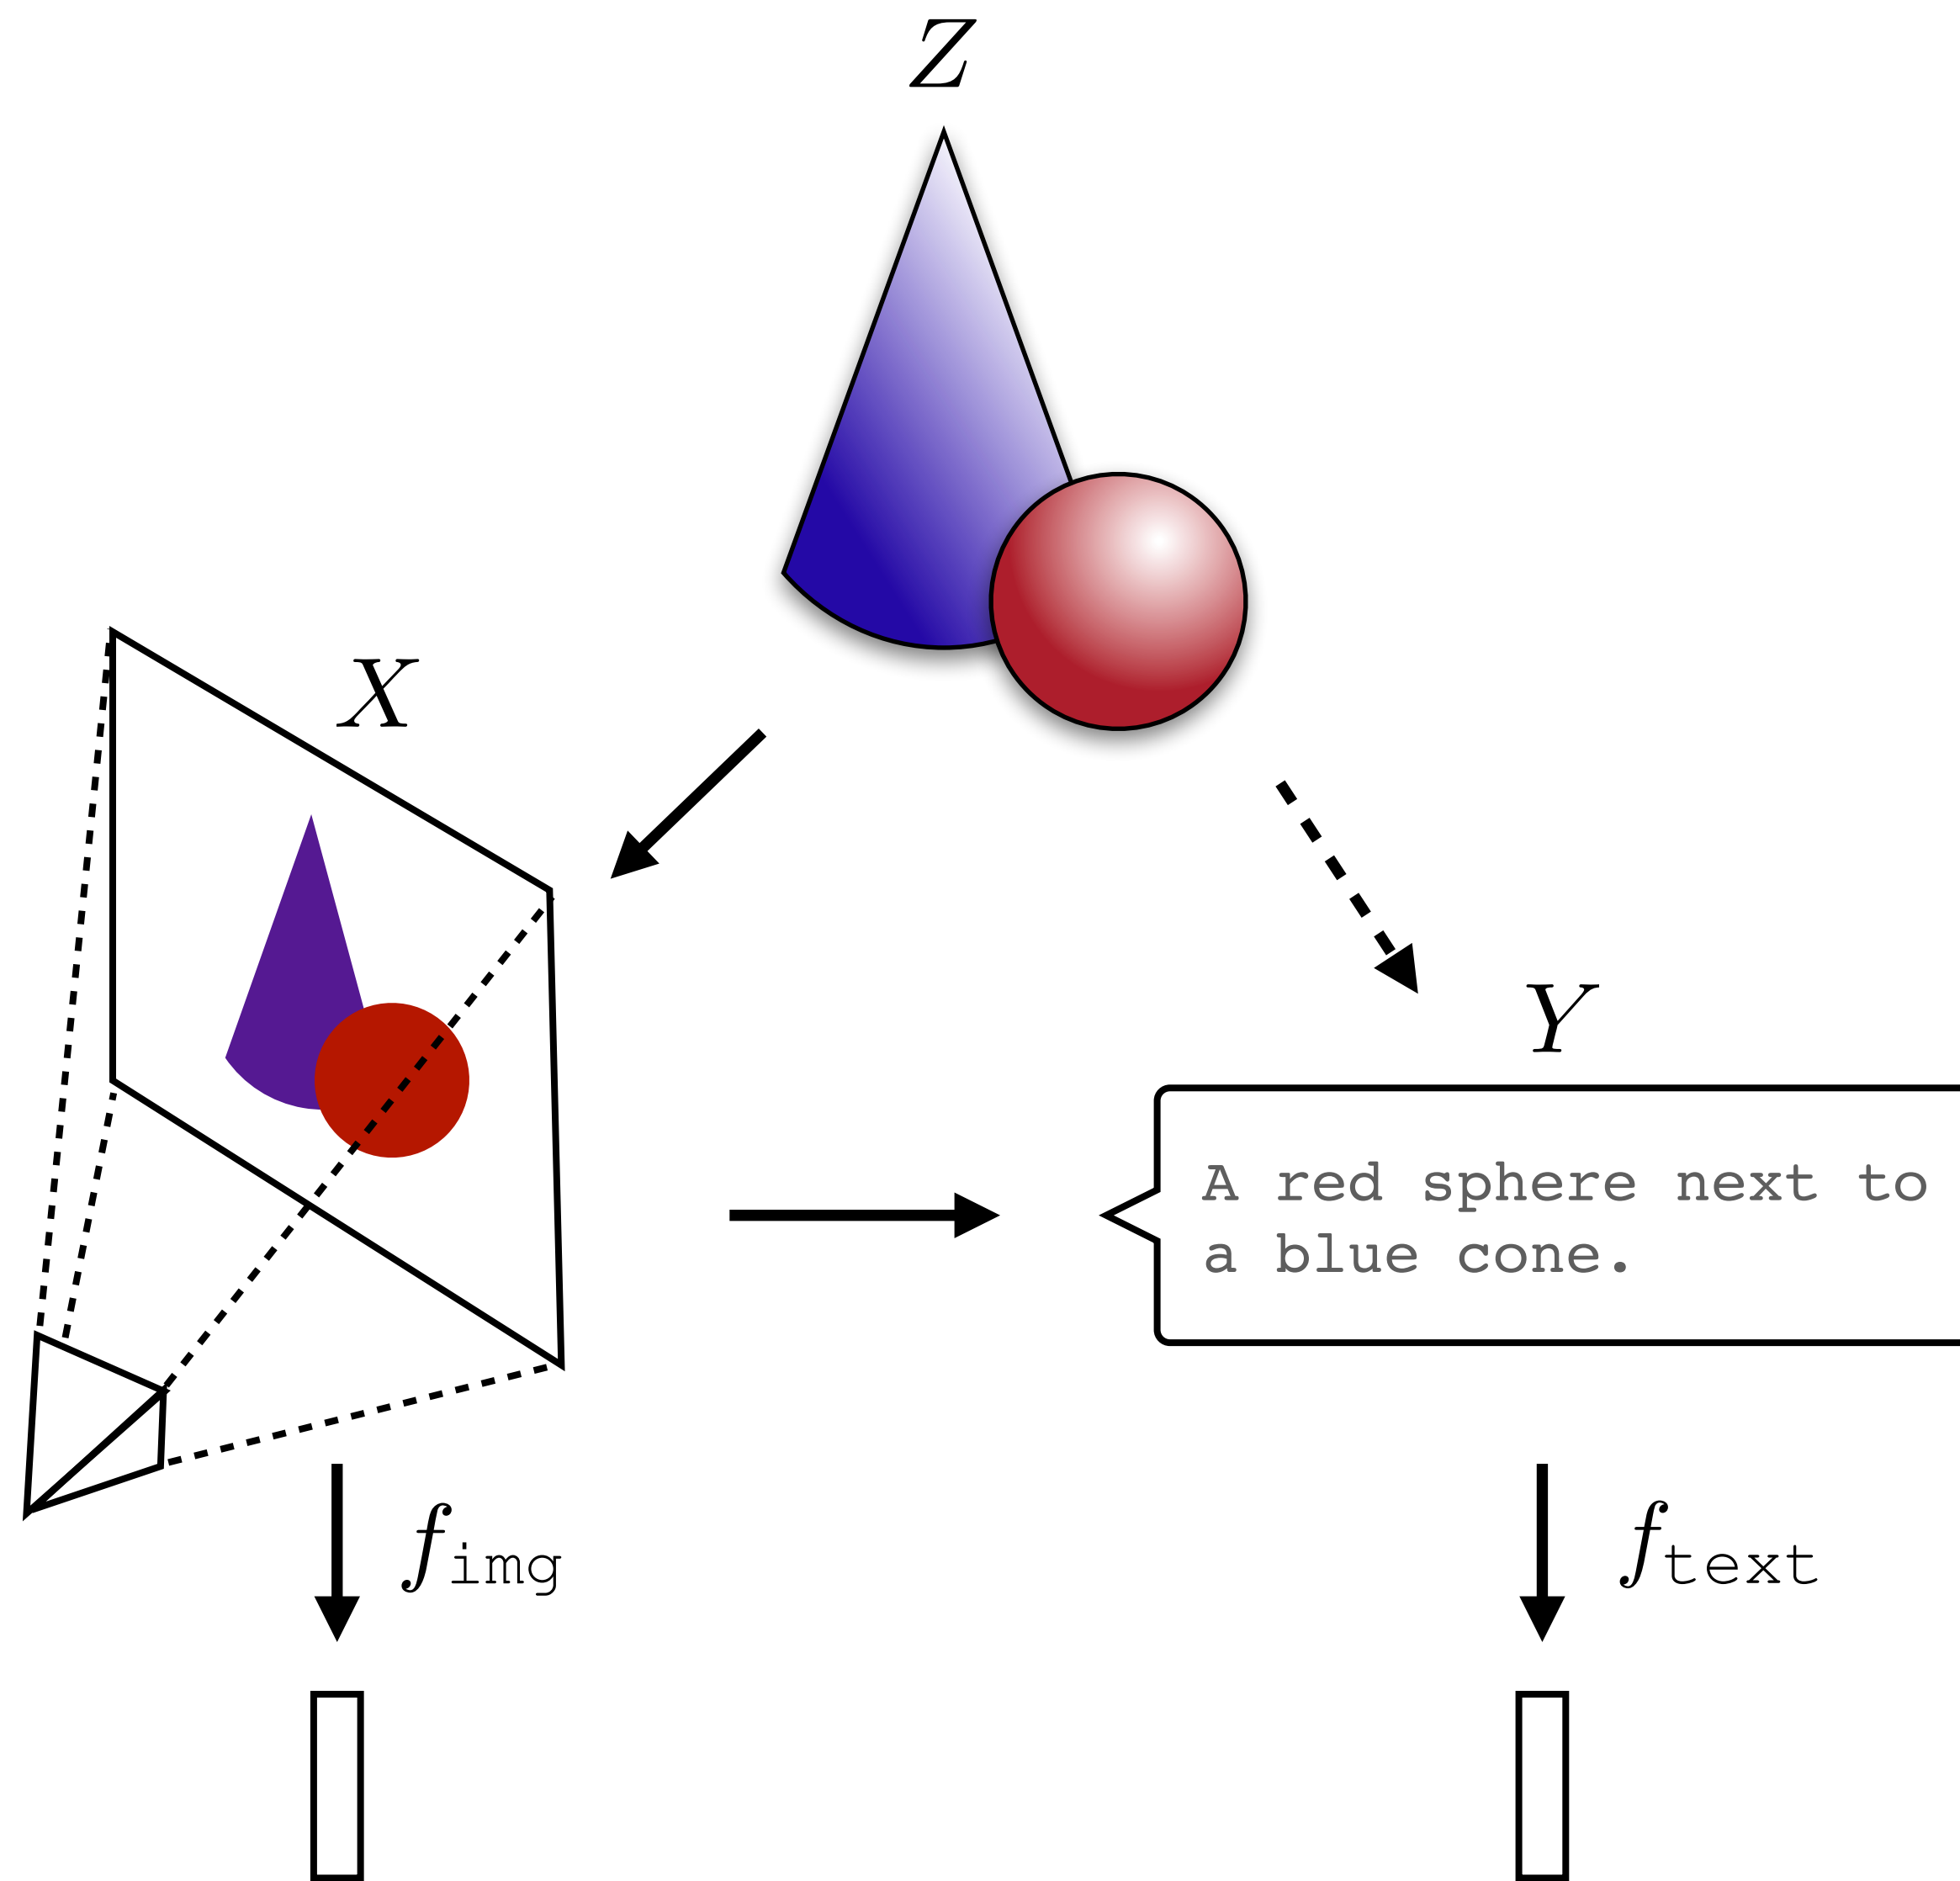 Z
X
Y
A red sphere next to
a blue cone.
f_img
f_text